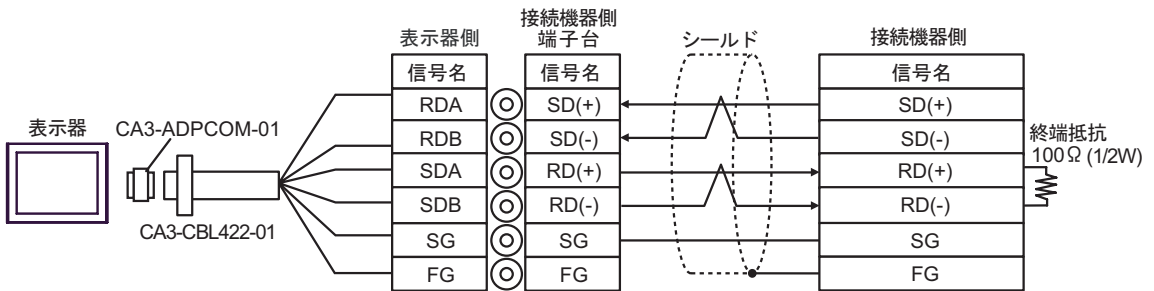 表示器
CA3-ADPCOM-01
CA3-CBL422-01
表示器側
信号名
RDA
RDB
SDA
SDB
SG
FG
接続機器側
端子台
信号名
SD(+)
SD(-)
RD(+)
RD(-)
SG
FG
シールド
接続機器側
信号名
SD(+)
SD(-)
RD(+)
RD(-)
SG
FG
終端抵抗
100Ω (1/2W)